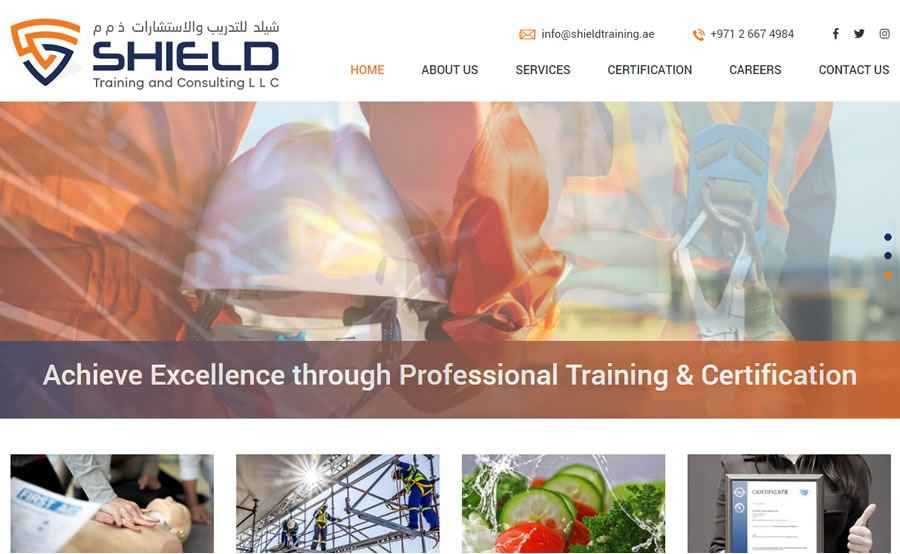 شيلد للتدريب والاستشارات ذ م م
SHIELD
Training and Consulting L L C
info@shieldtraining.ae
+971 2 667 4984
HOME
ABOUT US
SERVICES
CERTIFICATION
CAREERS
CONTACT US
Achieve Excellence through Professional Training & Certification
FIRST AID
CERTIFICATE